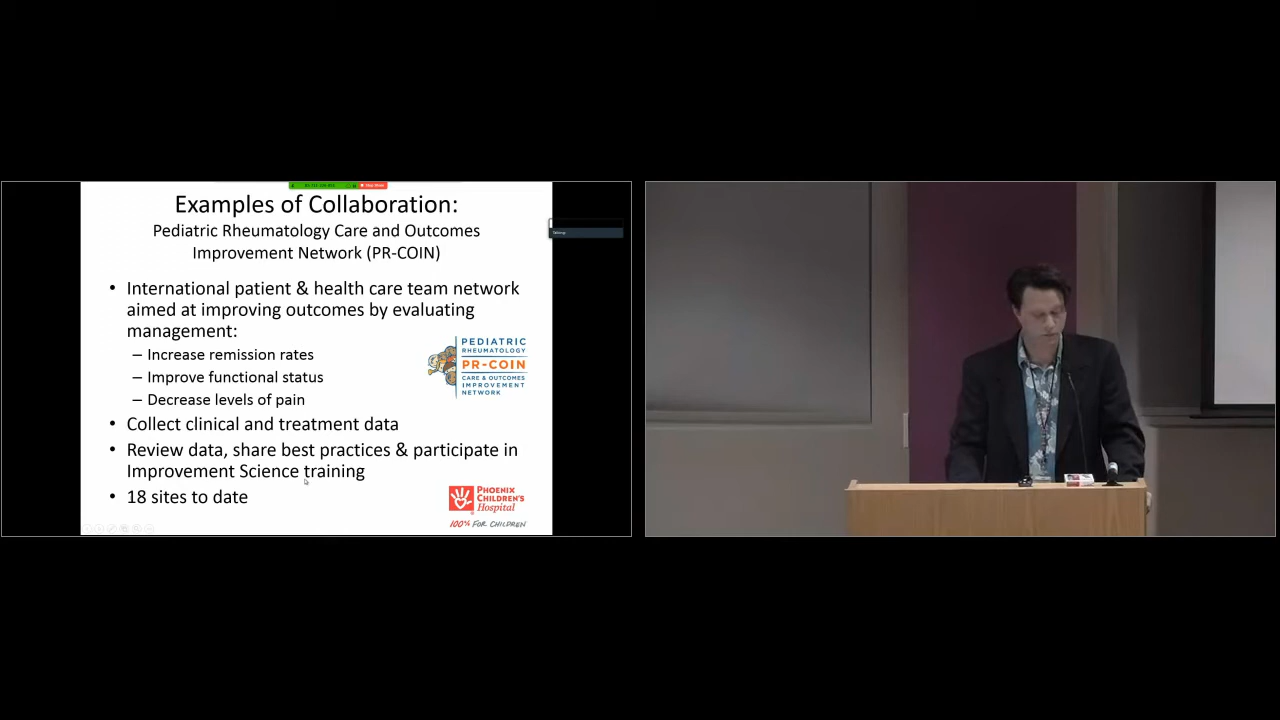 Examples of Collaboration:
Pediatric Rheumatology Care and Outcomes
Improvement Network (PR-COIN)
• International patient & health care team network
aimed at improving outcomes by evaluating
management:
– Increase remission rates
– Improve functional status
– Decrease levels of pain
PEDIATRIC
RHEUMATOLOGY
PR-COIN
CARE & OUTCOMES
IMPROVEMENT
NETWORK
• Collect clinical and treatment data
• Review data, share best practices & participate in
Improvement Science training
• 18 sites to date
PHOENIX
CHILDREN'S
Hospital
100% FOR CHILDREN